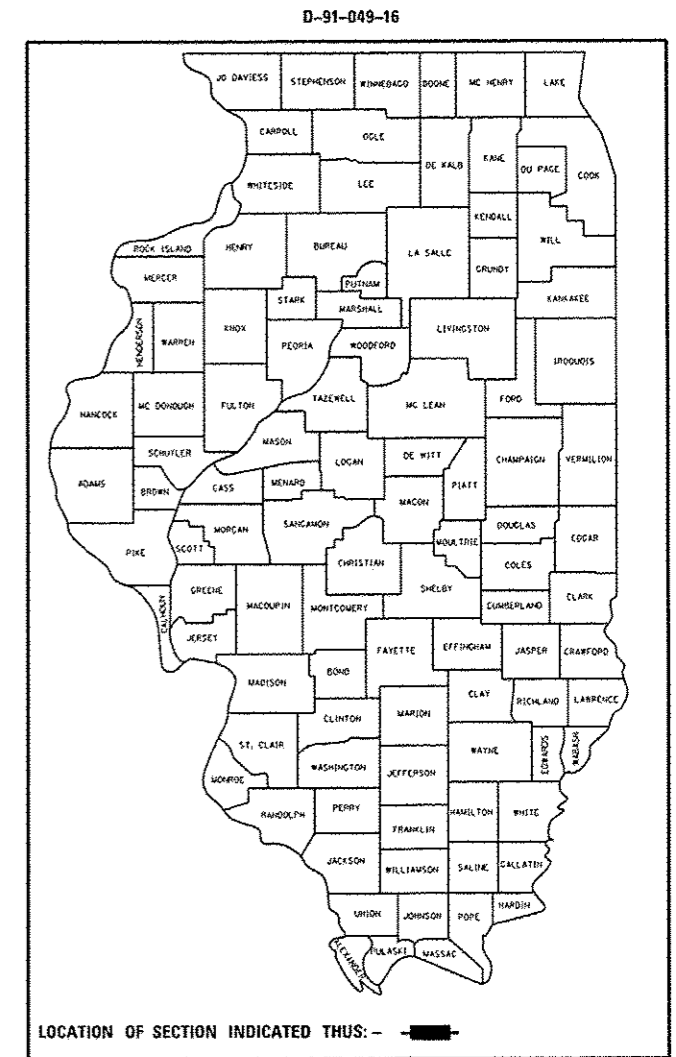 D-91-049-16
JO DAVIESS STEPHENSON WINNEBAGO BOONE MC HENRY LAKE
CARROLL OGLE DE KALB KANE DU PAGE COOK
WHITESIDE LEE
KENDALL
ROCK ISLAND HENRY BUREAU LA SALLE WILL
MERCER PUTNAM GRUNDY
STARK MARSHALL KANKAKEE
HENDERSON WARREN KNOX PEORIA WOODFORD LIVINGSTON IROQUOIS
HANCOCK MC DONOUGH FULTON TAZEWELL MC LEAN FORD
MASON
SCHUYLER LOGAN DE WITT CHAMPAIGN VERMILION
ADAMS BROWN CASS MENARD PIATT
MACON
MORGAN SANGAMON DOUGLAS
PIKE SCOTT CHRISTIAN MOULTRIE EDGAR
COLES
GREENE SHELBY
CALHOUN MACOUPIN MONTGOMERY CUMBERLAND CLARK
JERSEY
FAYETTE EFFINGHAM JASPER CRAWFORD
MADISON BOND
CLAY RICHLAND LAWRENCE
CLINTON MARION
ST. CLAIR WAYNE EDWARDS WABASH
MONROE WASHINGTON JEFFERSON
RANDOLPH PERRY HAMILTON WHITE
FRANKLIN
JACKSON WILLIAMSON SALINE GALLATIN
UNION JOHNSON POPE HARDIN
ALEXANDER PULASKI MASSAC
LOCATION OF SECTION INDICATED THUS: -